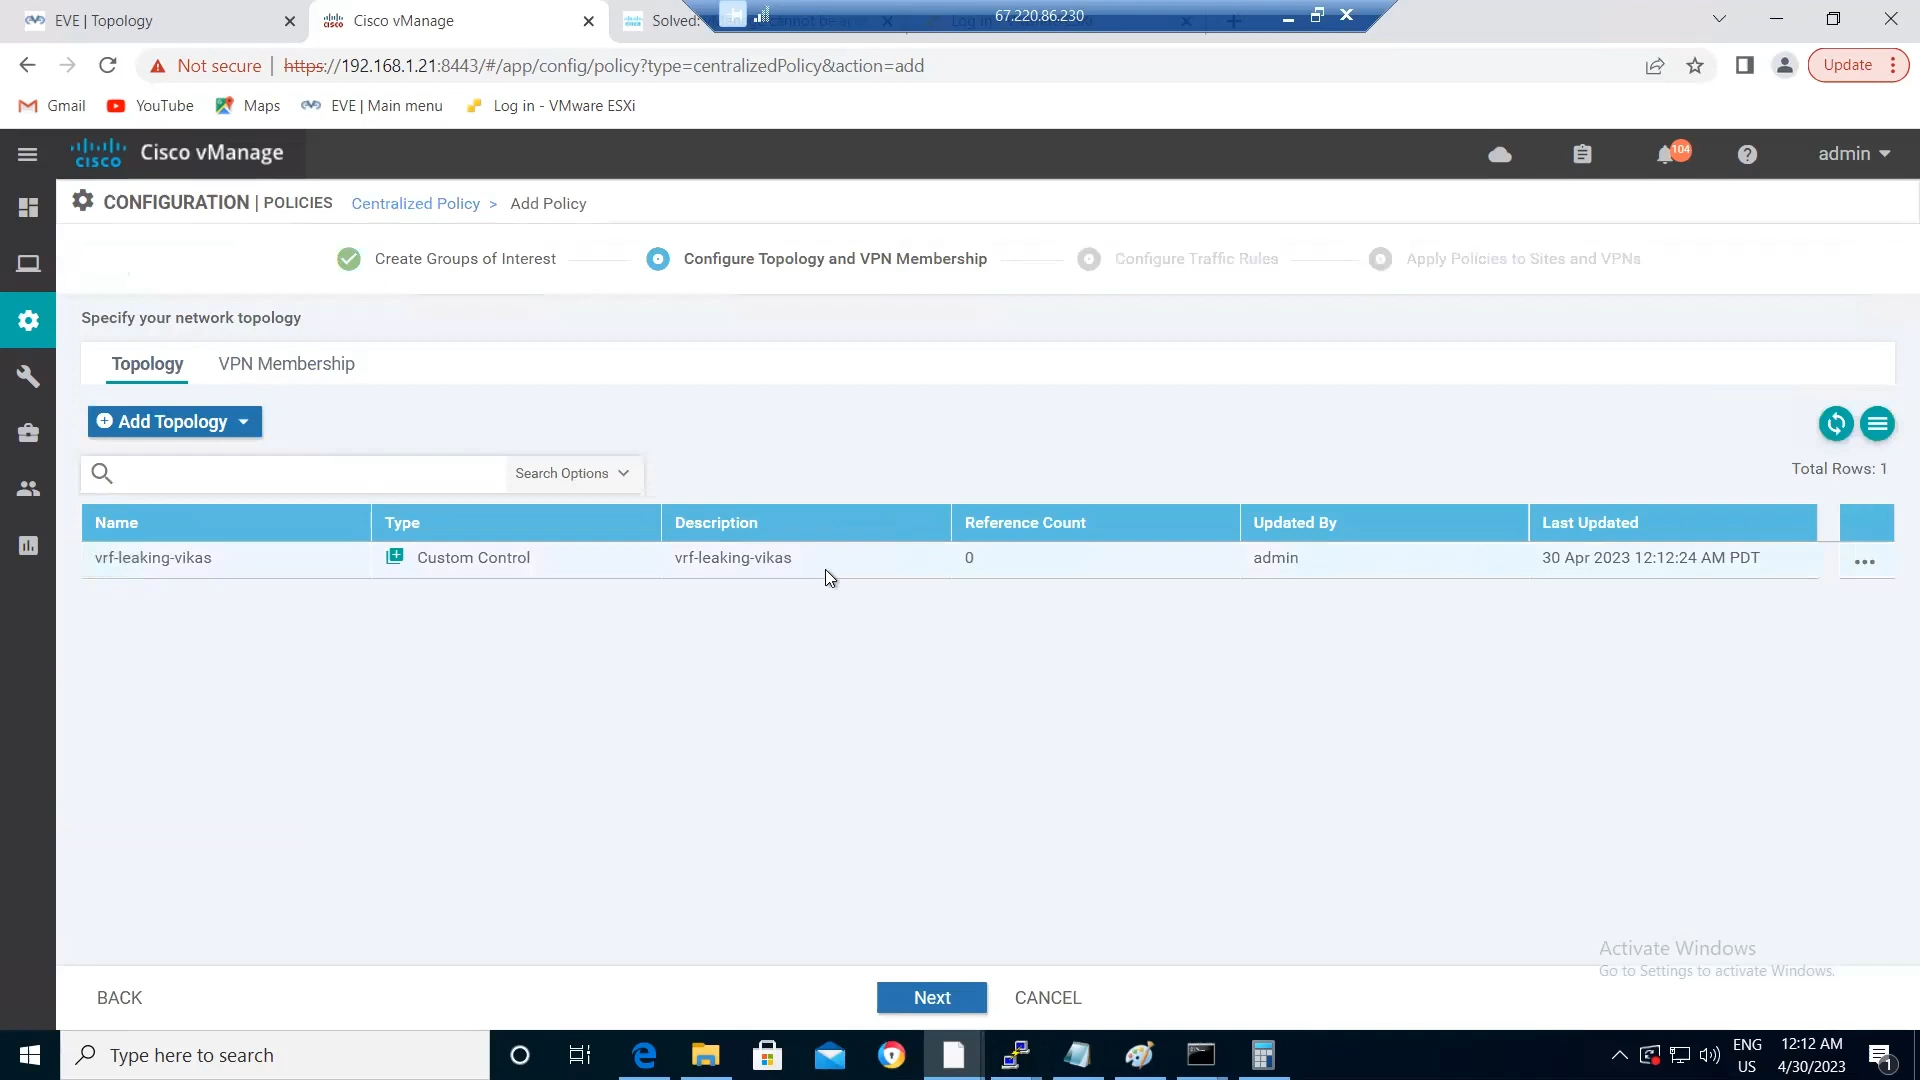 EVE | Topology
Cisco vManage
Solved:
67.220.86.230
Not secure | https://192.168.1.21:8443/#/app/config/policy?type=centralizedPolicy&action=add
Update
Gmail
YouTube
Maps
EVE | Main menu
Log in - VMware ESXi
cisco
Cisco vManage
104
admin
CONFIGURATION | POLICIES Centralized Policy > Add Policy
Create Groups of Interest
Configure Topology and VPN Membership
Configure Traffic Rules
Apply Policies to Sites and VPNs
Specify your network topology
Topology
VPN Membership
Add Topology
Search Options
Total Rows: 1
Name Type Description Reference Count Updated By Last Updated
vrf-leaking-vikas Custom Control vrf-leaking-vikas 0 admin 30 Apr 2023 12:12:24 AM PDT
Activate Windows
Go to Settings to activate Windows.
BACK
Next
CANCEL
Type here to search
ENG
US
12:12 AM
4/30/2023
1